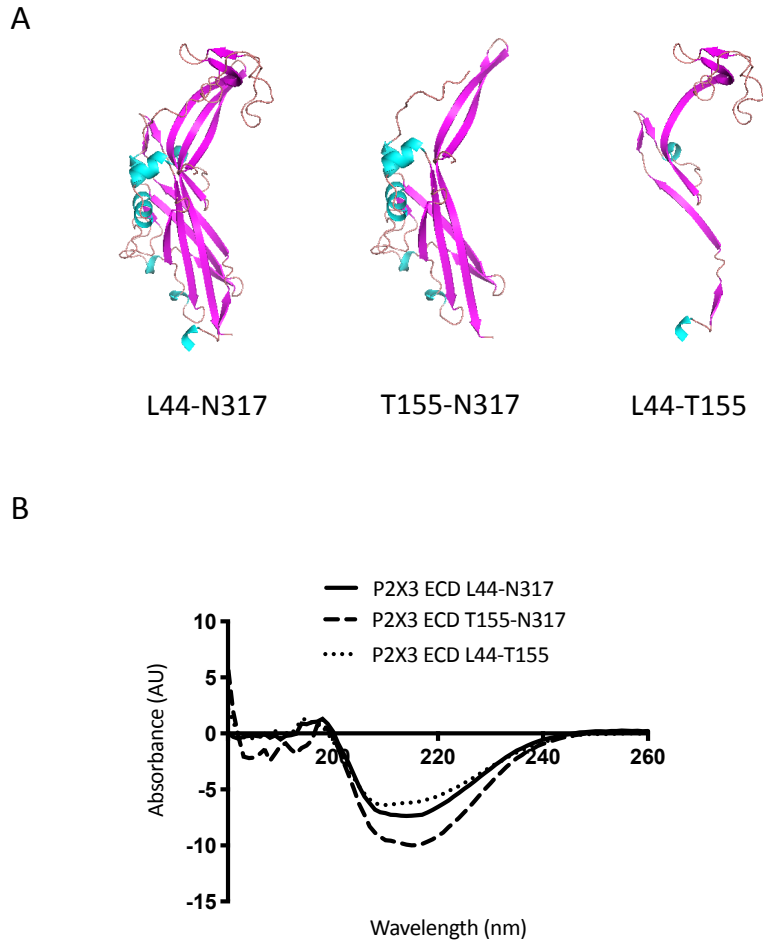 A
L44-N317 T155-N317 L44-T155
B
P2X3 ECD L44-N317
P2X3 ECD T155-N317
P2X3 ECD L44-T155
10
5
0
-5
-10
-15
200 220 240 260
Absorbance (AU)
Wavelength (nm)